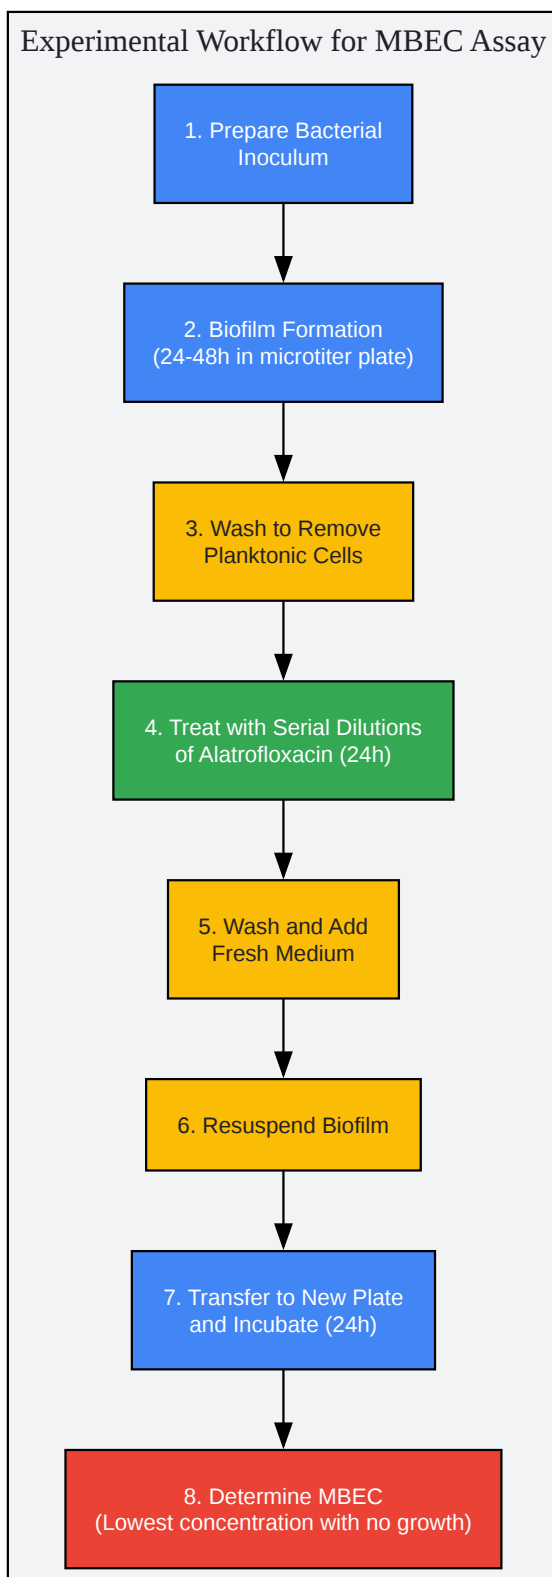 Experimental Workflow for MBEC Assay
1. Prepare Bacterial
Inoculum
2. Biofilm Formation
(24-48h in microtiter plate)
3. Wash to Remove
Planktonic Cells
4. Treat with Serial Dilutions
of Alatrofloxacin (24h)
5. Wash and Add
Fresh Medium
6. Resuspend Biofilm
7. Transfer to New Plate
and Incubate (24h)
8. Determine MBEC
(Lowest concentration with no growth)